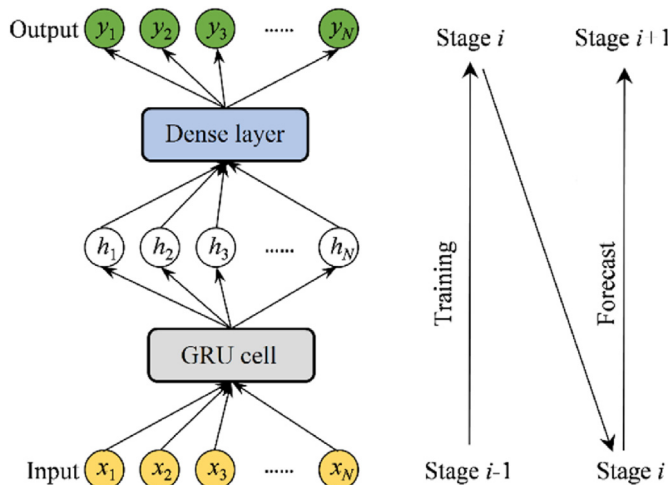 Output y1 y2 y3 ...... yN
Stage i
Stage i+1
Dense layer
h1 h2 h3 ...... hN
Training
Forecast
GRU cell
Input x1 x2 x3 ...... xN
Stage i-1
Stage i